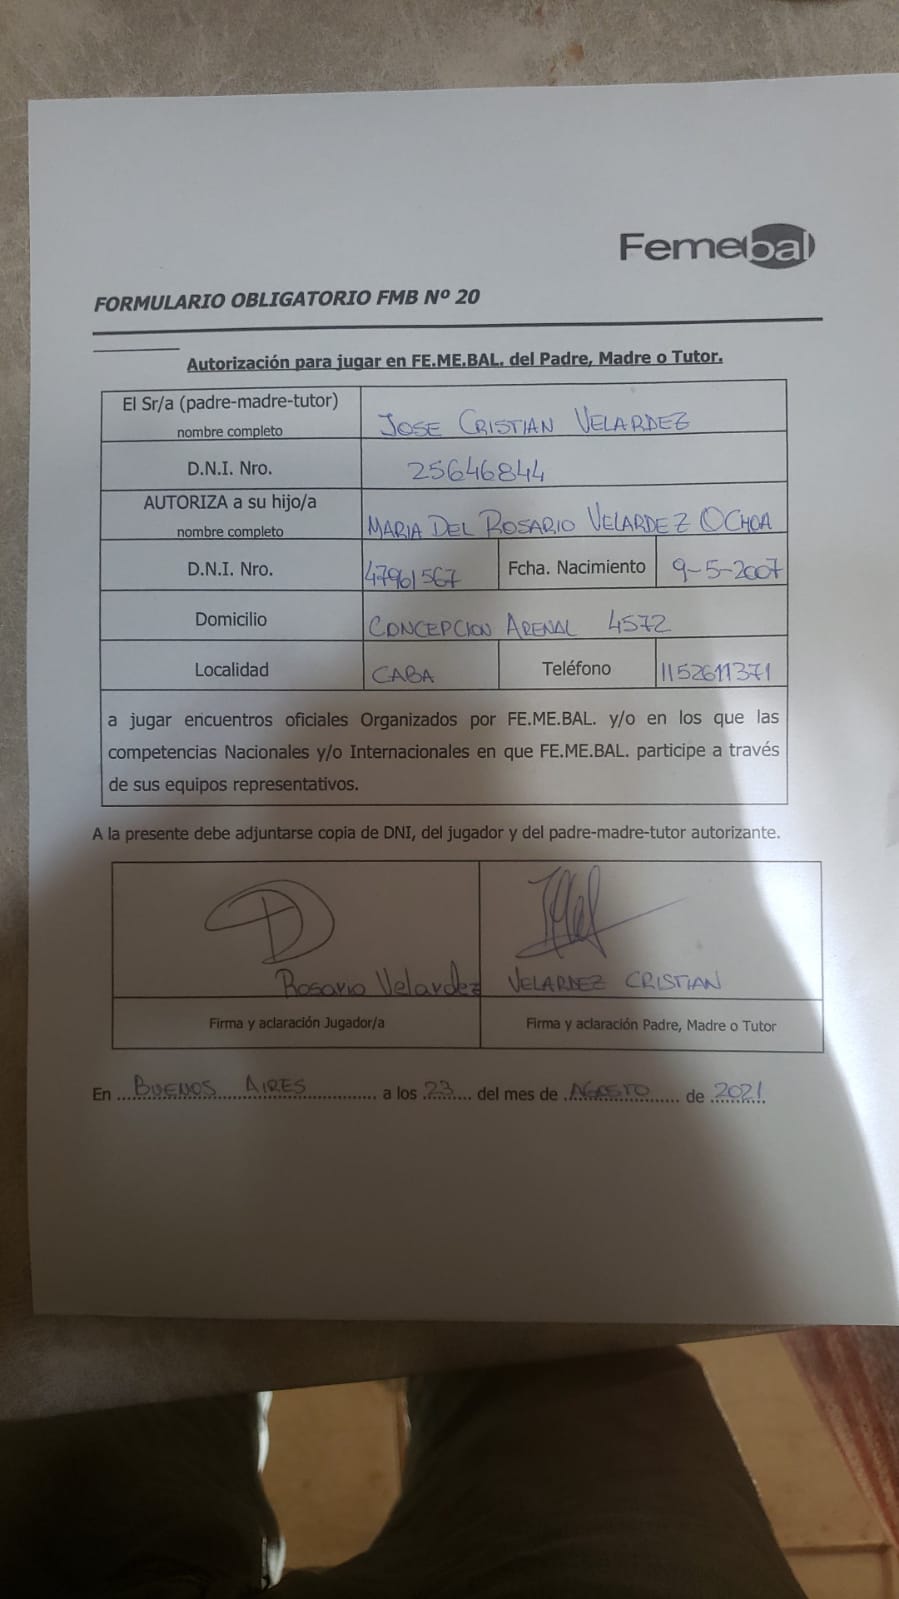 Femebal
FORMULARIO OBLIGATORIO FMB Nº 20
Autorización para jugar en FE.ME.BAL. del Padre, Madre o Tutor.
El Sr/a (padre-madre-tutor)
nombre completo
JOSE CRISTIAN VELARDEZ
D.N.I. Nro.
25646844
AUTORIZA a su hijo/a
nombre completo
MARIA DEL ROSARIO VELARDEZ OCHOA
D.N.I. Nro.
47961567
Fcha. Nacimiento
9-5-2007
Domicilio
CONCEPCION ARENAL 4572
Localidad
CABA
Teléfono
1152611371
a jugar encuentros oficiales Organizados por FE.ME.BAL. y/o en los que las
competencias Nacionales y/o Internacionales en que FE.ME.BAL. participe a través
de sus equipos representativos.
A la presente debe adjuntarse copia de DNI, del jugador y del padre-madre-tutor autorizante.
Rosario Velardez
VELARDEZ CRISTIAN
Firma y aclaración Jugador/a
Firma y aclaración Padre, Madre o Tutor
En BUENOS AIRES a los 23 del mes de AGOSTO de 2021